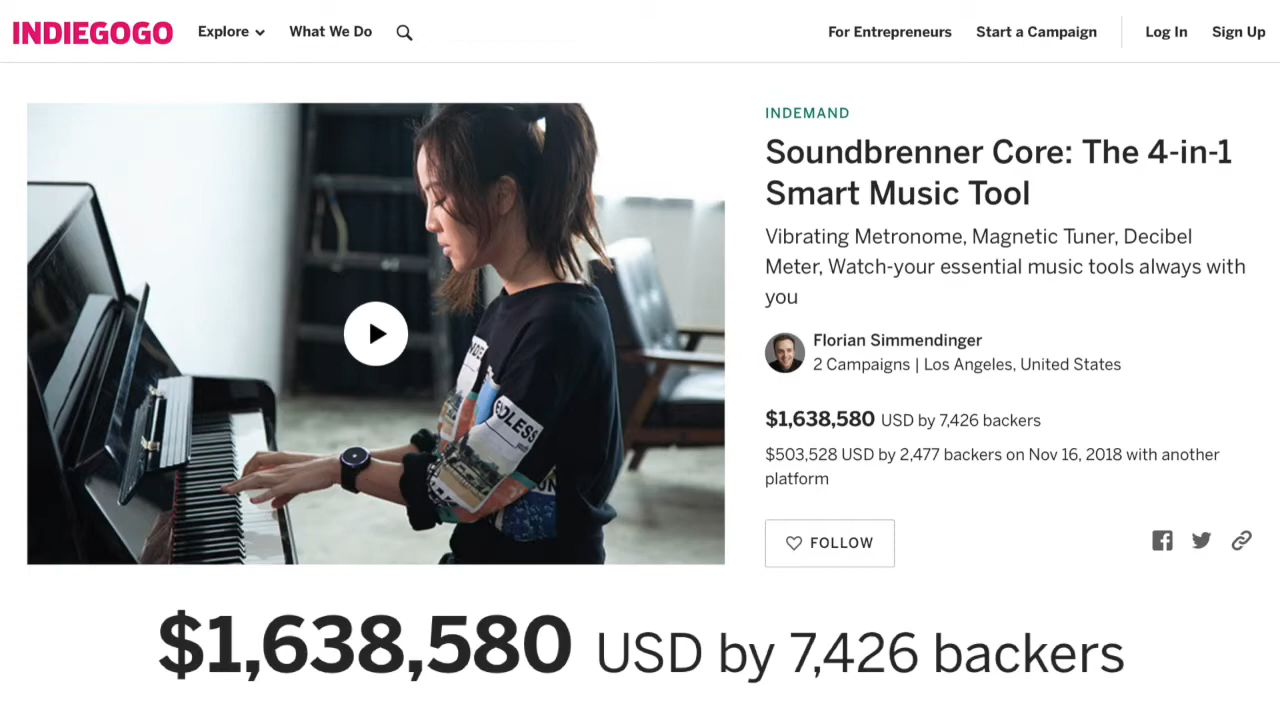 INDIEGOGO Explore What We Do For Entrepreneurs Start a Campaign Log In Sign Up
INDEMAND
Soundbrenner Core: The 4-in-1
Smart Music Tool
Vibrating Metronome, Magnetic Tuner, Decibel
Meter, Watch-your essential music tools always with
you
Florian Simmendinger
2 Campaigns | Los Angeles, United States
$1,638,580 USD by 7,426 backers
$503,528 USD by 2,477 backers on Nov 16, 2018 with another
platform
FOLLOW
$1,638,580 USD by 7,426 backers